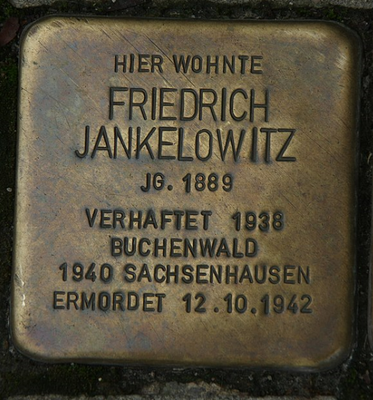 HIER WOHNTE
FRIEDRICH
JANKELOWITZ
JG. 1889
VERHAFTET 1938
BUCHENWALD
1940 SACHSENHAUSEN
ERMORDET 12.10.1942